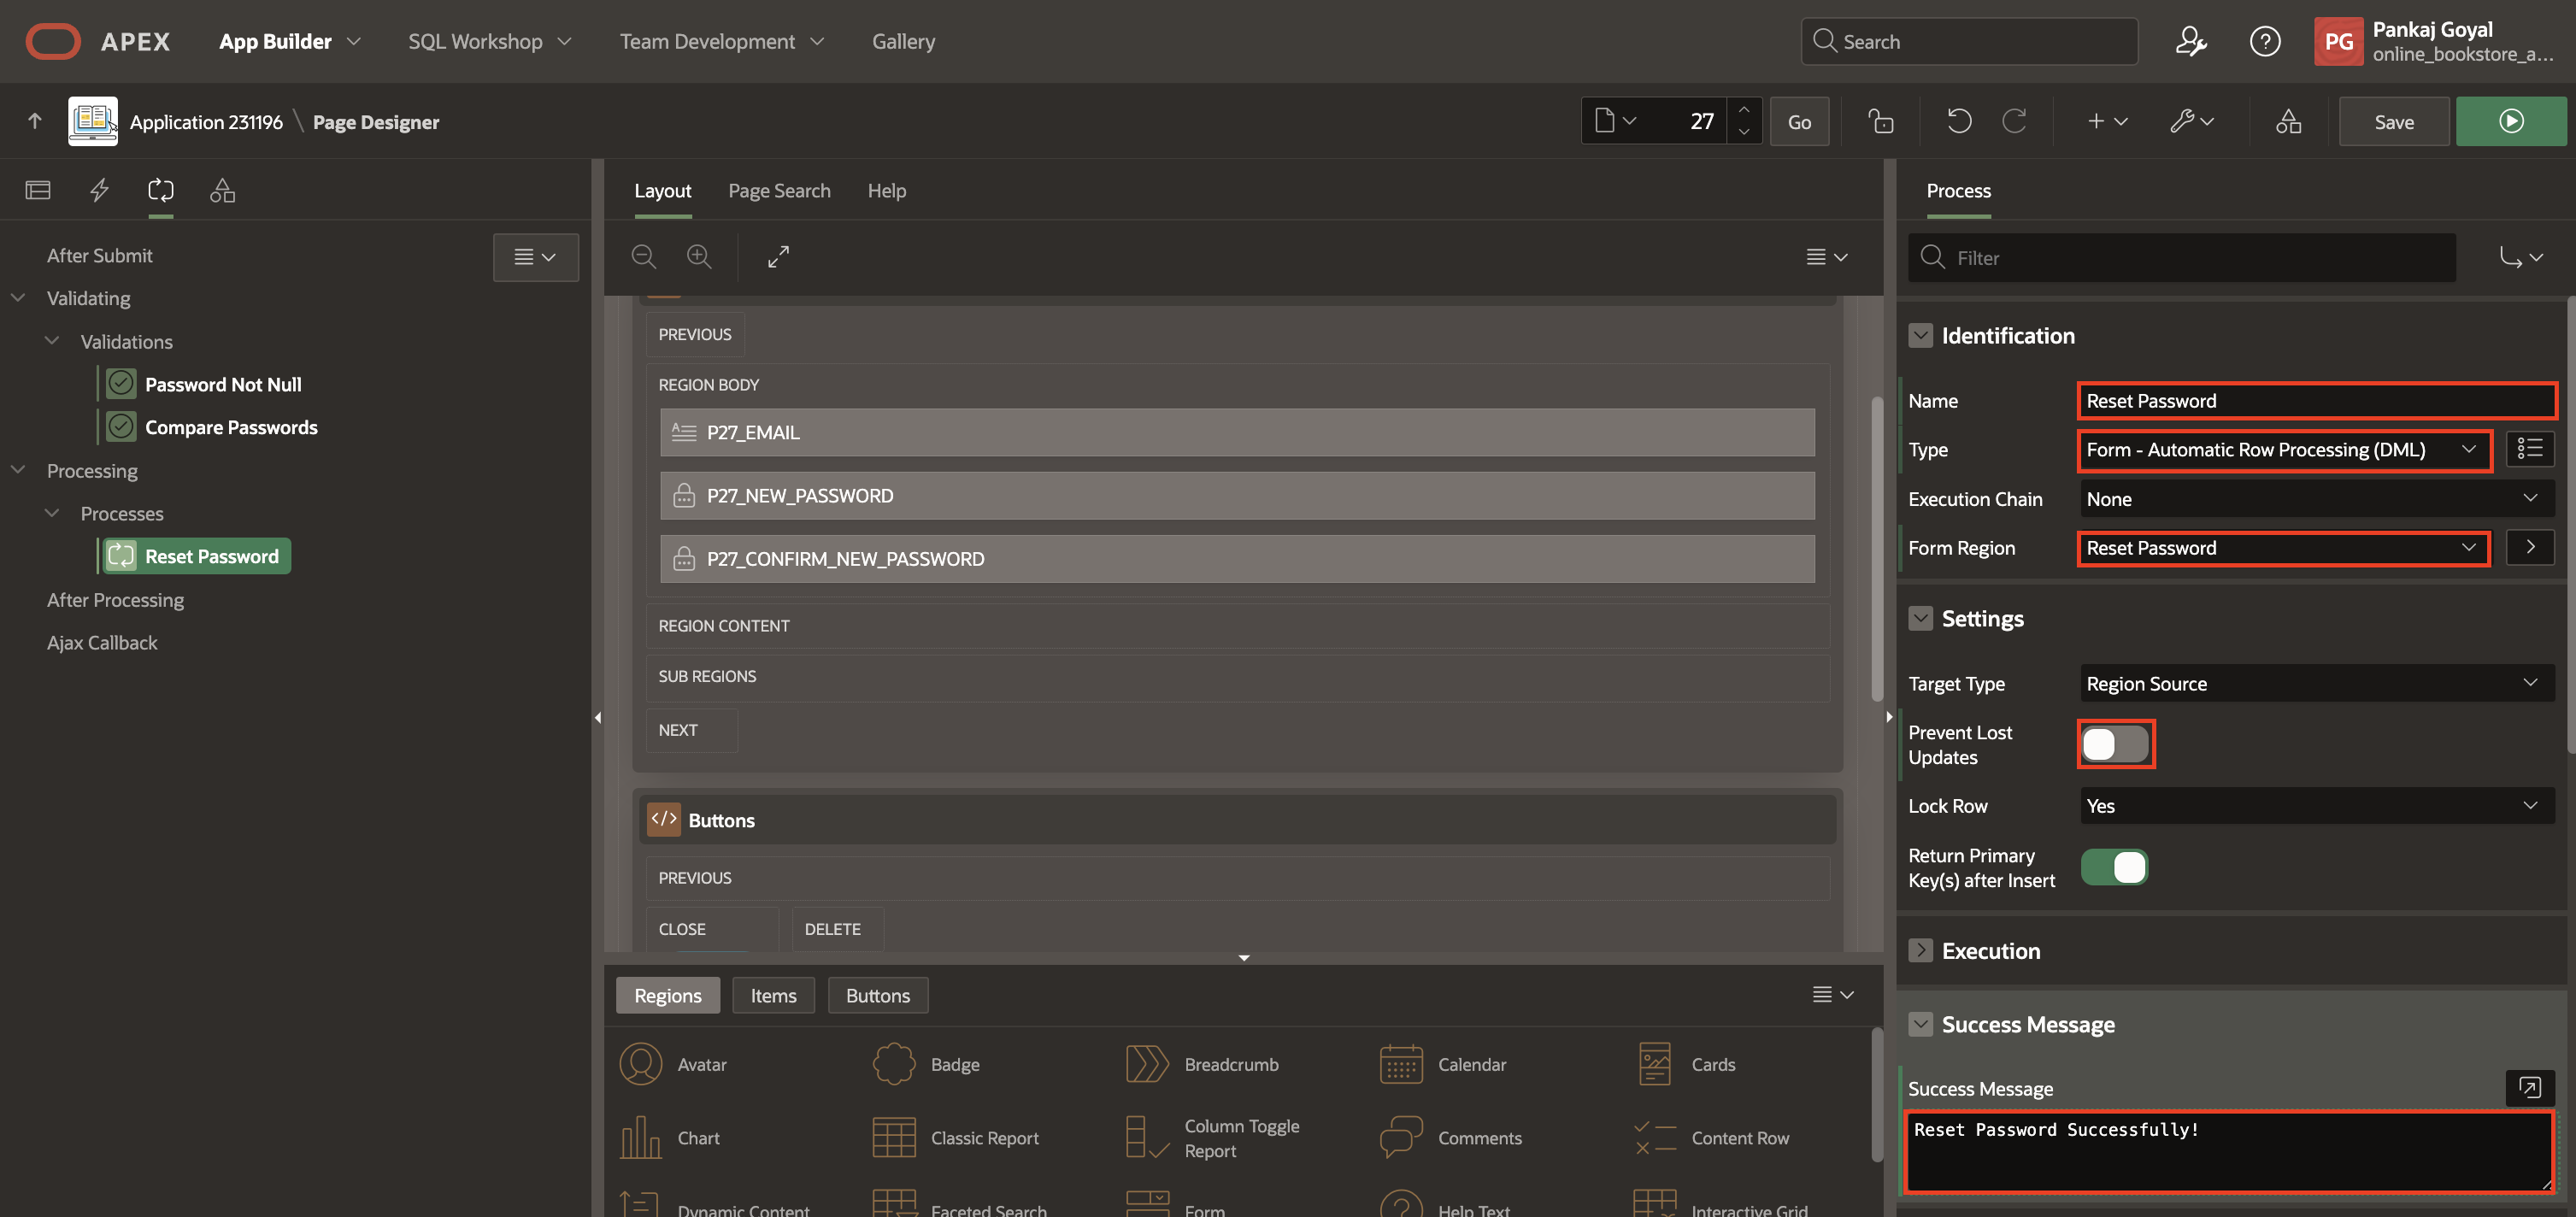 APEX
App Builder
SQL Workshop
Team Development
Gallery
Search
PG
Pankaj Goyal
online_bookstore_a...
Application 231196 \ Page Designer
27
Go
Save
After Submit
Validating
Validations
Password Not Null
Compare Passwords
Processing
Processes
Reset Password
After Processing
Ajax Callback
Layout
Page Search
Help
PREVIOUS
REGION BODY
P27_EMAIL
P27_NEW_PASSWORD
P27_CONFIRM_NEW_PASSWORD
REGION CONTENT
SUB REGIONS
NEXT
Buttons
PREVIOUS
CLOSE
DELETE
Regions
Items
Buttons
Avatar
Badge
Breadcrumb
Calendar
Cards
Chart
Classic Report
Column Toggle
Report
Comments
Content Row
Dynamic Content
Faceted Search
Form
Help Text
Interactive Grid
Process
Filter
Identification
Name
Reset Password
Type
Form - Automatic Row Processing (DML)
Execution Chain
None
Form Region
Reset Password
Settings
Target Type
Region Source
Prevent Lost
Updates
Lock Row
Yes
Return Primary
Key(s) after Insert
Execution
Success Message
Success Message
Reset Password Successfully!